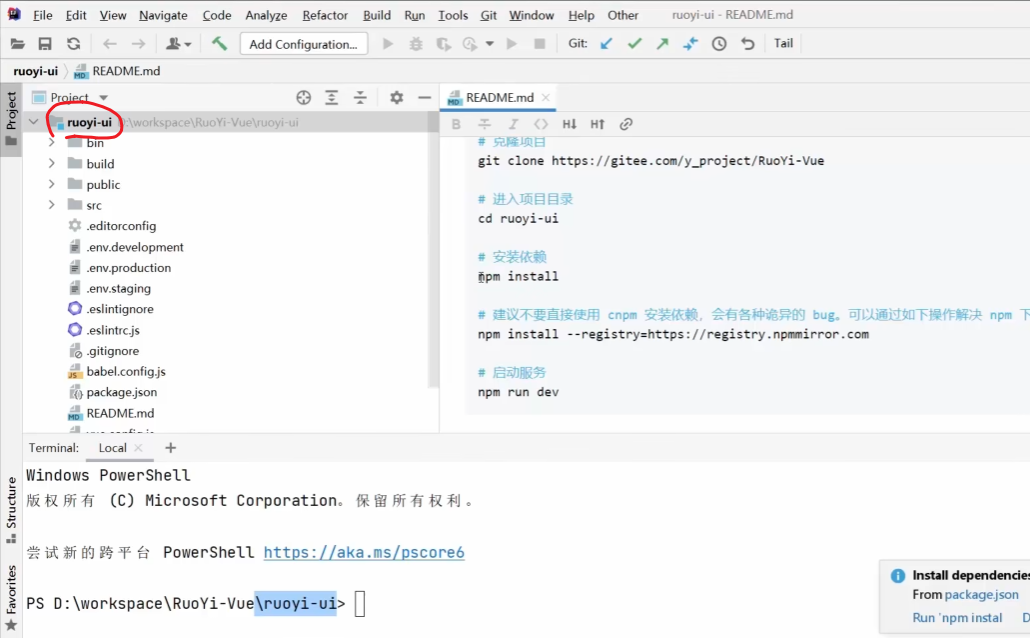 File Edit View Navigate Code Analyze Refactor Build Run Tools Git Window Help Other ruoyi-ui - README.md
Add Configuration... Git: Tail
ruoyi-ui README.md
Project
Project
README.md
ruoyi-ui :\workspace\RuoYi-Vue\ruoyi-ui
bin
build
public
src
.editorconfig
.env.development
.env.production
.env.staging
.eslintignore
.eslintrc.js
.gitignore
babel.config.js
package.json
README.md
B I H↓ H↑
# 克隆项目
git clone https://gitee.com/y_project/RuoYi-Vue
# 进入项目目录
cd ruoyi-ui
# 安装依赖
npm install
# 建议不要直接使用 cnpm 安装依赖，会有各种诡异的 bug。可以通过如下操作解决 npm 下
npm install --registry=https://registry.npmmirror.com
# 启动服务
npm run dev
Terminal: Local
Windows PowerShell
版权所有 (C) Microsoft Corporation。保留所有权利。
尝试新的跨平台 PowerShell https://aka.ms/pscore6
PS D:\workspace\RuoYi-Vue\ruoyi-ui>
Structure
Favorites
Install dependencies
From package.json
Run 'npm instal D